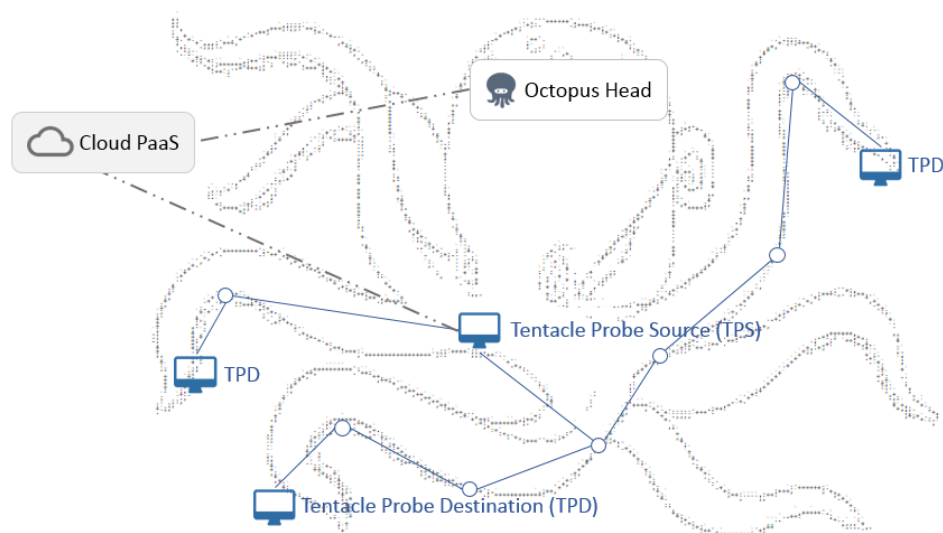 Octopus Head
Cloud PaaS
TPD
Tentacle Probe Source (TPS)
TPD
Tentacle Probe Destination (TPD)